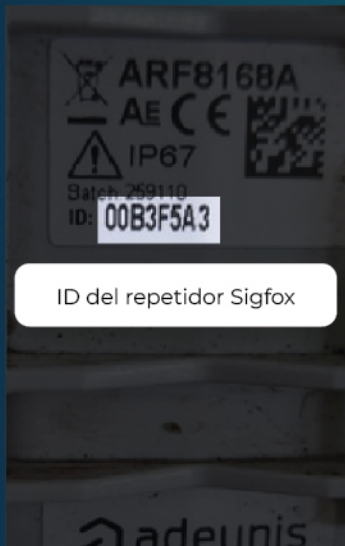 ARF8168A
AE CE
IP67
Batch 259110
ID: 00B3F5A3
ID del repetidor Sigfox
adeunis